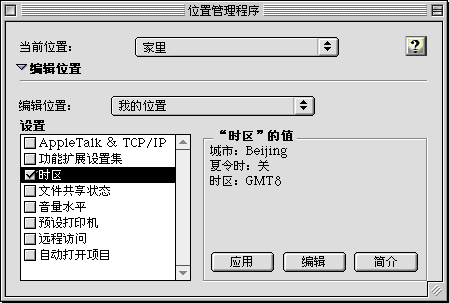 位置管理程序
当前位置: 家里
?
编辑位置
编辑位置: 我的位置
设置
AppleTalk & TCP/IP
功能扩展设置集
时区
文件共享状态
音量水平
预设打印机
远程访问
自动打开项目
“时区”的值
城市: Beijing
夏令时: 关
时区: GMT8
应用 编辑 简介